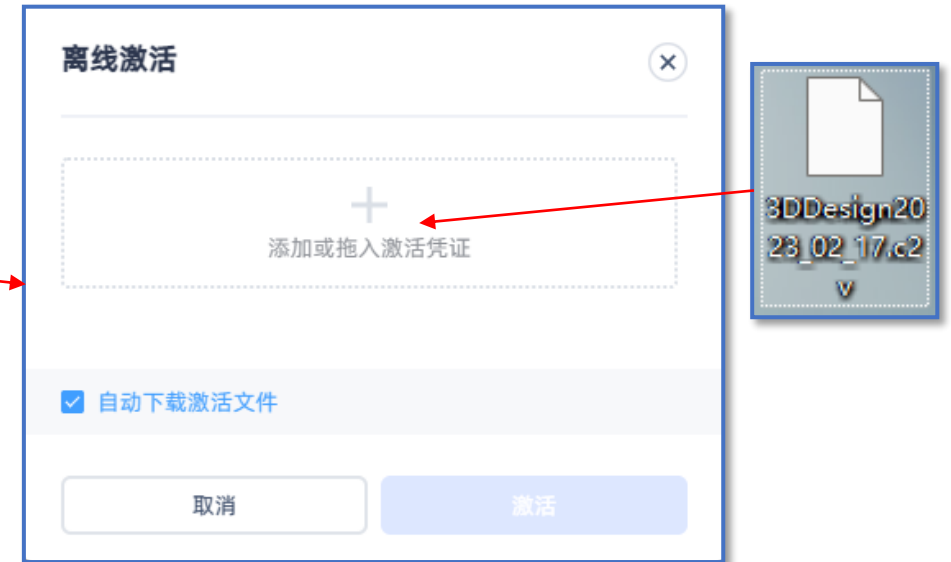 离线激活
添加或拖入激活凭证
自动下载激活文件
取消
激活
3DDesign20
23_02_17.c2
v